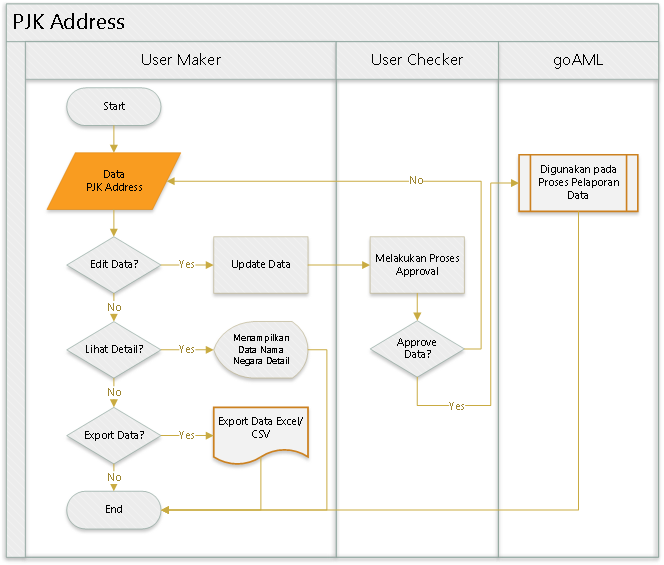 PJK Address
User Maker
User Checker
goAML
Start
Data
PJK Address
No
Digunakan pada
Proses Pelaporan
Data
Edit Data?
Yes
Update Data
Melakukan Proses
Approval
No
Lihat Detail?
Yes
Menampilkan
Data Nama
Negara Detail
Approve
Data?
No
Yes
Export Data?
Yes
Export Data Excel/
CSV
No
End